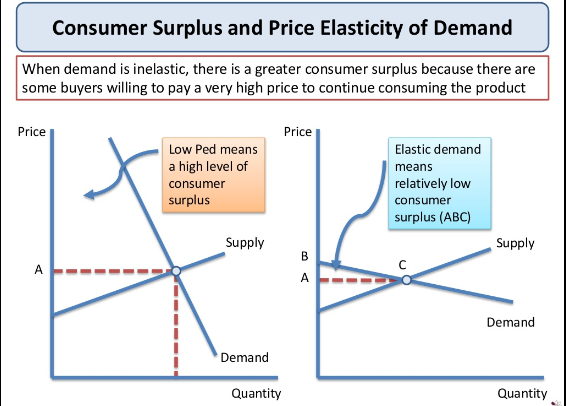 Consumer Surplus and Price Elasticity of Demand
When demand is inelastic, there is a greater consumer surplus because there are
some buyers willing to pay a very high price to continue consuming the product
Price
Low Ped means
a high level of
consumer
surplus
Supply
A
Demand
Quantity
Price
Elastic demand
means
relatively low
consumer
surplus (ABC)
Supply
B
A
C
Demand
Quantity